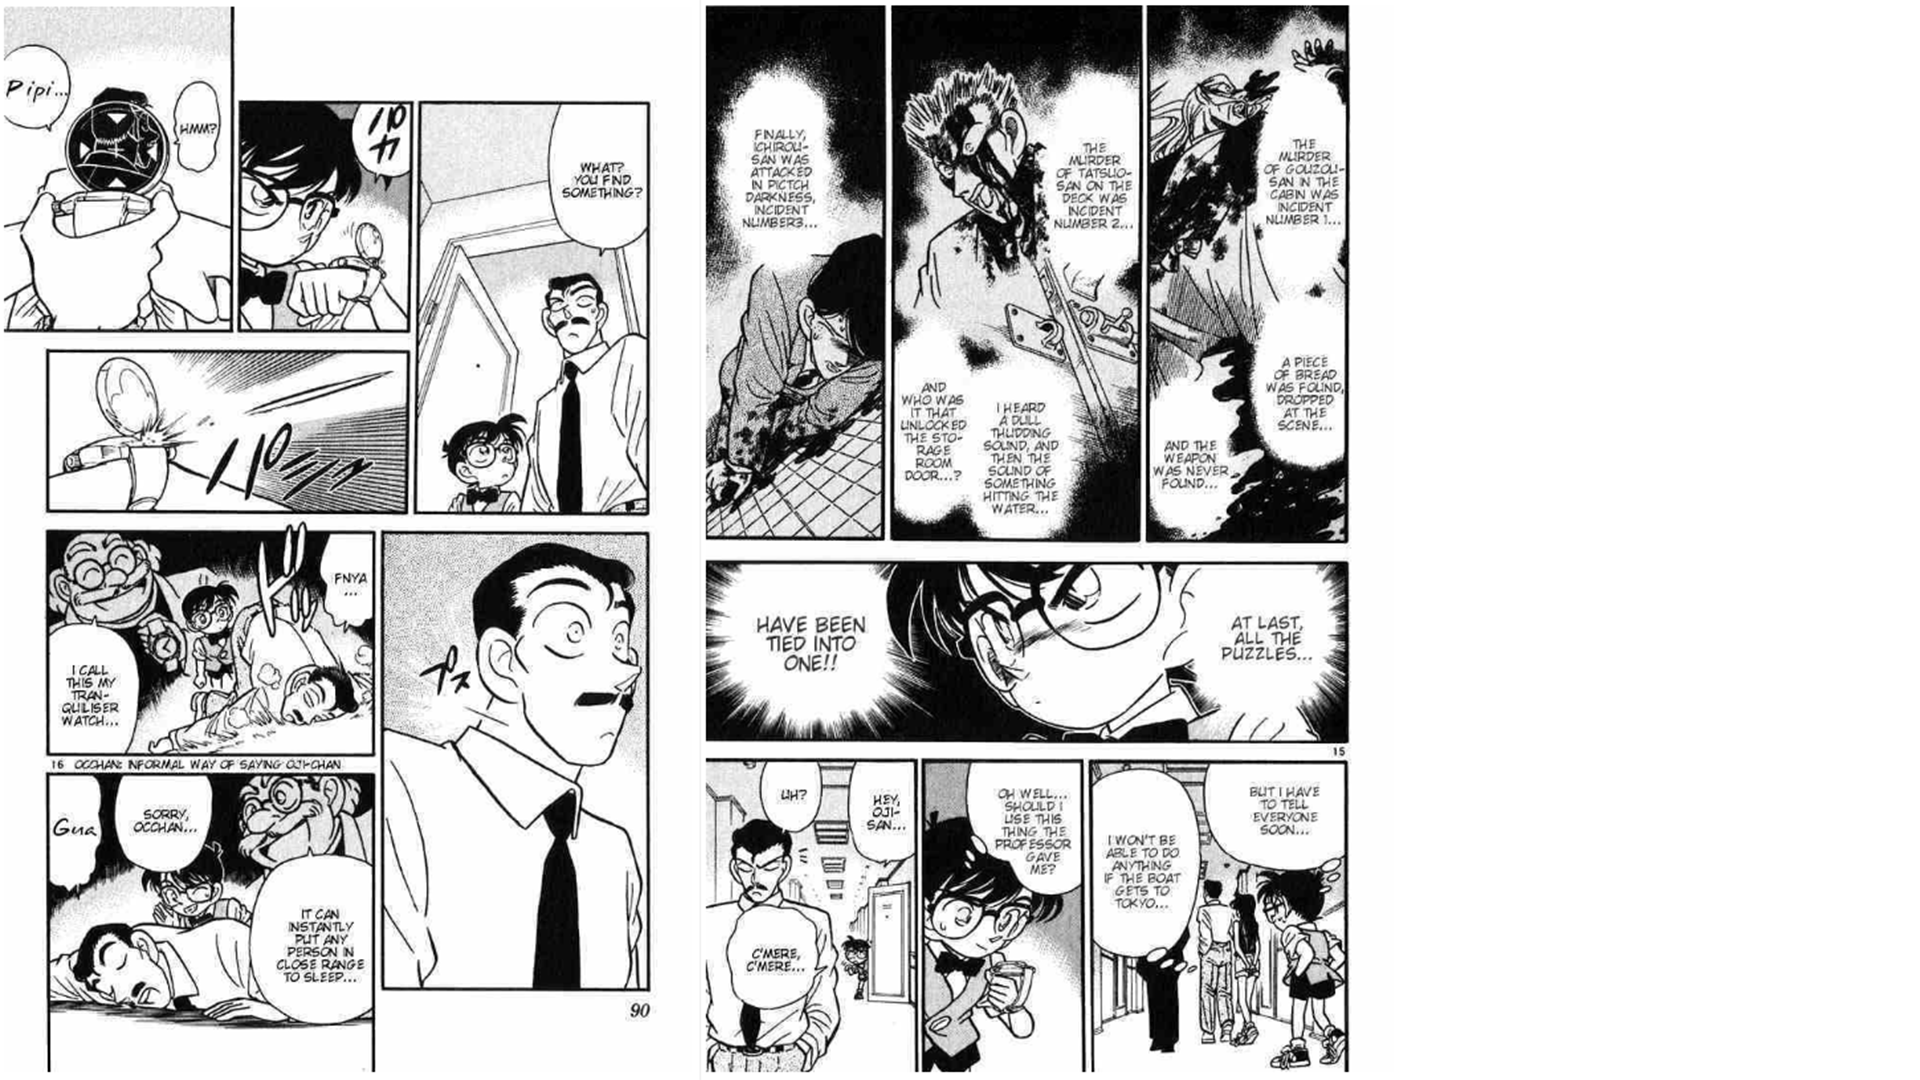 THE
MURDER
OF GOUZOU-
SAN IN THE
CABIN WAS
INCIDENT
NUMBER 1...
A PIECE
OF BREAD
WAS FOUND,
DROPPED
AT THE
SCENE...
AND THE
WEAPON
WAS NEVER
FOUND...
THE
MURDER
OF TATSUO-
SAN ON THE
DECK WAS
INCIDENT
NUMBER 2...
I HEARD
A DULL
THUDDING
SOUND, AND
THEN THE
SOUND OF
SOMETHING
HITTING THE
WATER...
AND
WHO WAS
IT THAT
UNLOCKED
THE STO-
RAGE
ROOM
DOOR...?
FINALLY,
ICHIROU-
SAN WAS
ATTACKED
IN PICTCH
DARKNESS,
INCIDENT
NUMBER3...
AT LAST,
ALL THE
PUZZLES...
HAVE BEEN
TIED INTO
ONE!!
15
BUT I HAVE
TO TELL
EVERYONE
SOON...
I WON'T BE
ABLE TO DO
ANYTHING
IF THE BOAT
GETS TO
TOKYO...
OH WELL...
SHOULD I
USE THIS
THING THE
PROFESSOR
GAVE
ME?
HEY,
OJI-
SAN...
UH?
C'MERE,
C'MERE...
WHAT?
YOU FIND
SOMETHING?
パカ
HMM?
Pipi...
プス
FNYA
...
I CALL
THIS MY
TRAN-
QUILISER
WATCH...
16 OCCHAN: INFORMAL WAY OF SAYING OJI-CHAN
IT CAN
INSTANTLY
PUT ANY
PERSON IN
CLOSE RANGE
TO SLEEP...
SORRY,
OCCHAN...
Gua
90